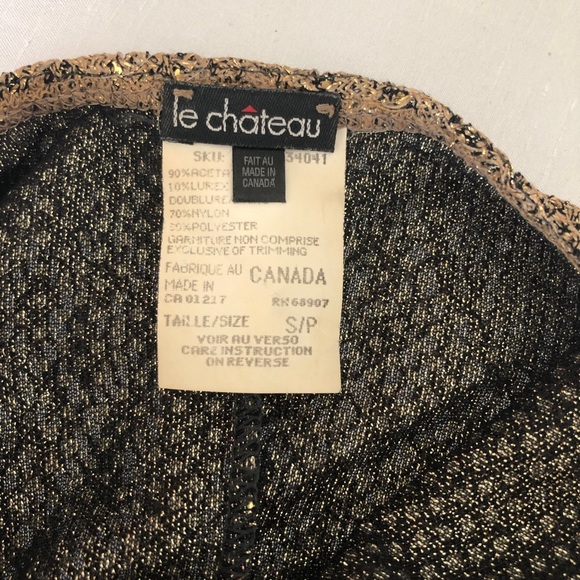 le château
FAIT AU
MADE IN
CANADA
SKU: 34041
90%ACETA
10%LUREX
DOUBLURE
70%NYLON
30%POLYESTER
GARNITURE NON COMPRISE
EXCLUSIVE OF TRIMMING
FABRIQUE AU CANADA
MADE IN
CA 01217 RN 68907
TAILLE/SIZE S/P
VOIR AU VERSO
CARE INSTRUCTION
ON REVERSE